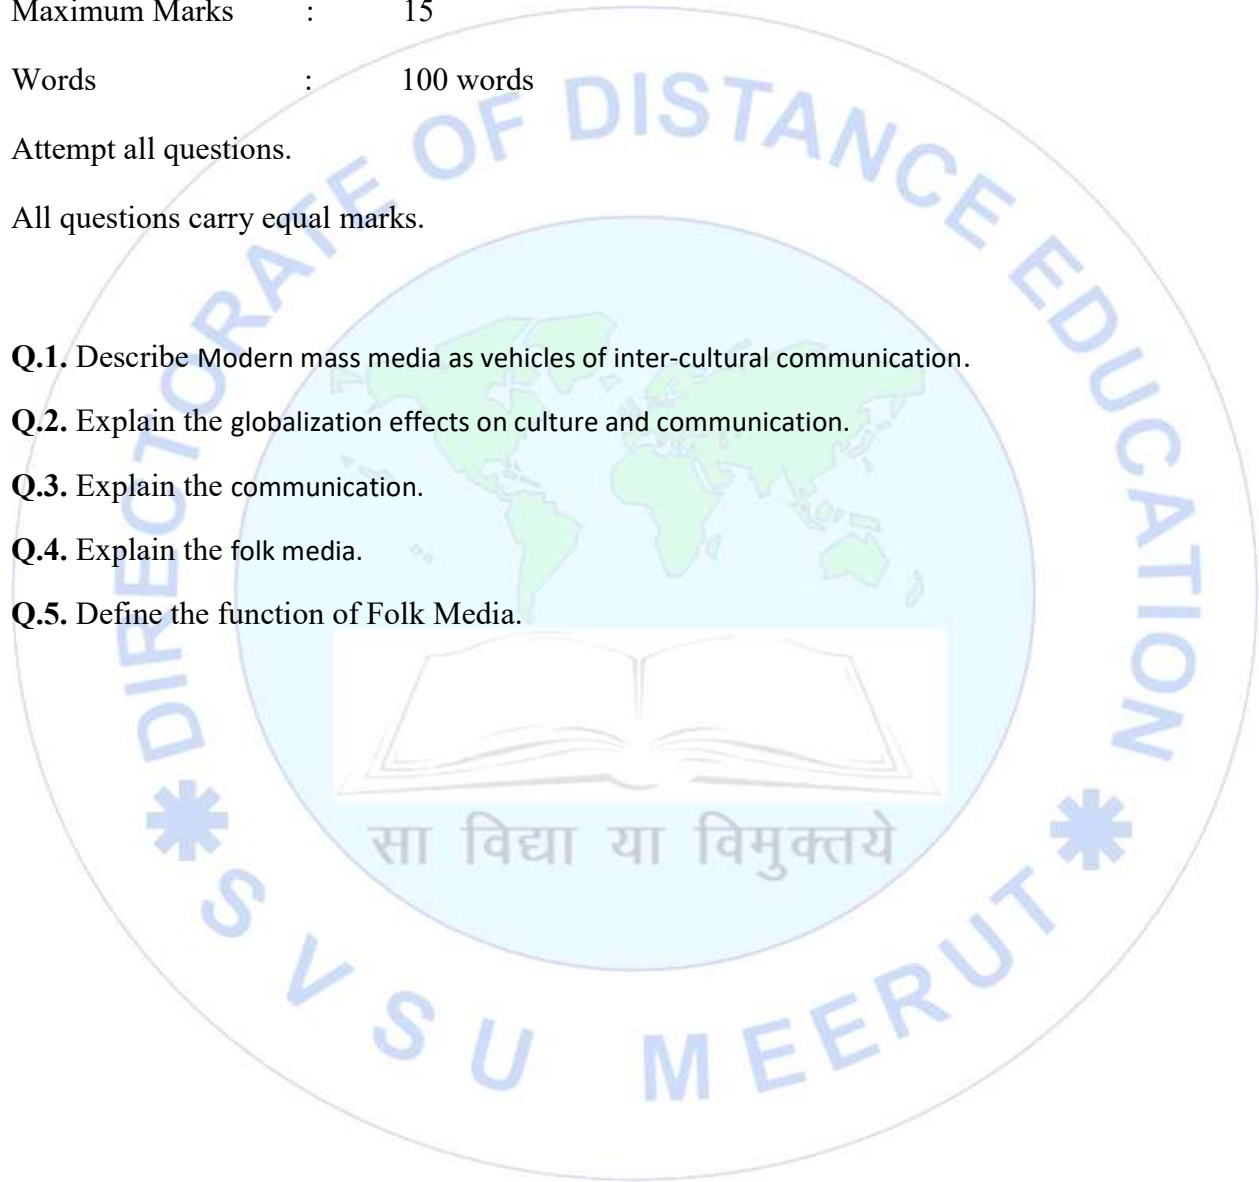 Maximum Marks : 15
Words : 100 words
Attempt all questions.
All questions carry equal marks.
Q.1. Describe Modern mass media as vehicles of inter-cultural communication.
Q.2. Explain the globalization effects on culture and communication.
Q.3. Explain the communication.
Q.4. Explain the folk media.
Q.5. Define the function of Folk Media.
DIRECTORATE OF DISTANCE EDUCATION
सा विद्या या विमुक्तये
S V S U MEERUT